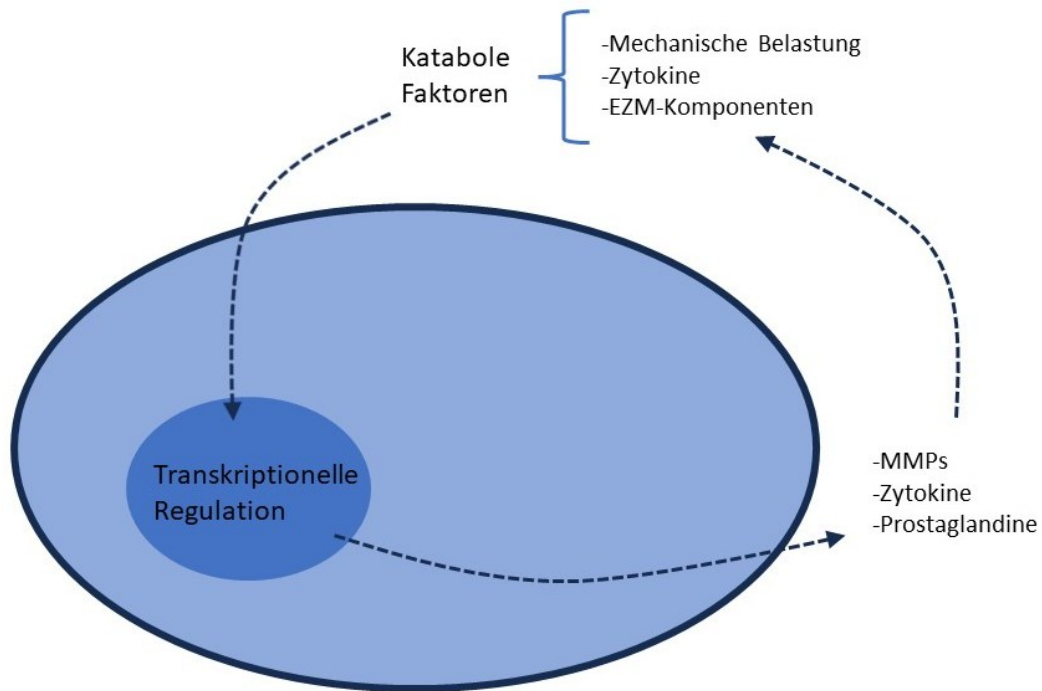 Katabole
Faktoren
-Mechanische Belastung
-Zytokine
-EZM-Komponenten
Transkriptionelle
Regulation
-MMPs
-Zytokine
-Prostaglandine